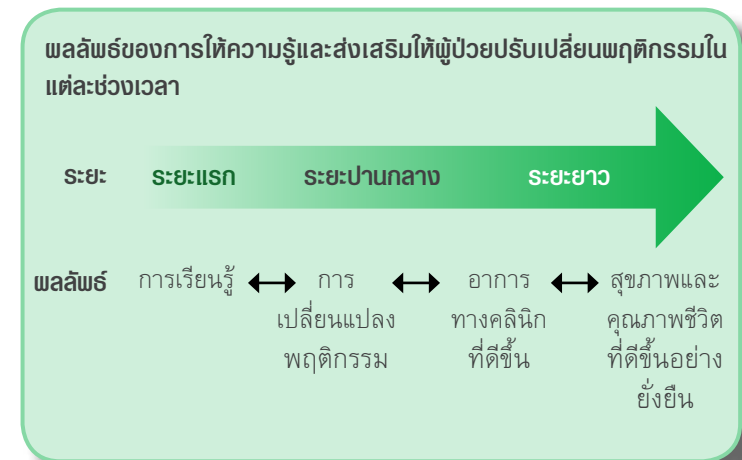 ผลลัพธ์ของการให้ความรู้และส่งเสริมให้ผู้ป่วยปรับเปลี่ยนพฤติกรรมใน
แต่ละช่วงเวลา
ระยะ ระยะแรก ระยะปานกลาง ระยะยาว
ผลลัพธ์ การเรียนรู้ การ อาการ สุขภาพและ
เปลี่ยนแปลง ทางคลินิก คุณภาพชีวิต
พฤติกรรม ที่ดีขึ้น ที่ดีขึ้นอย่าง
ยั่งยืน